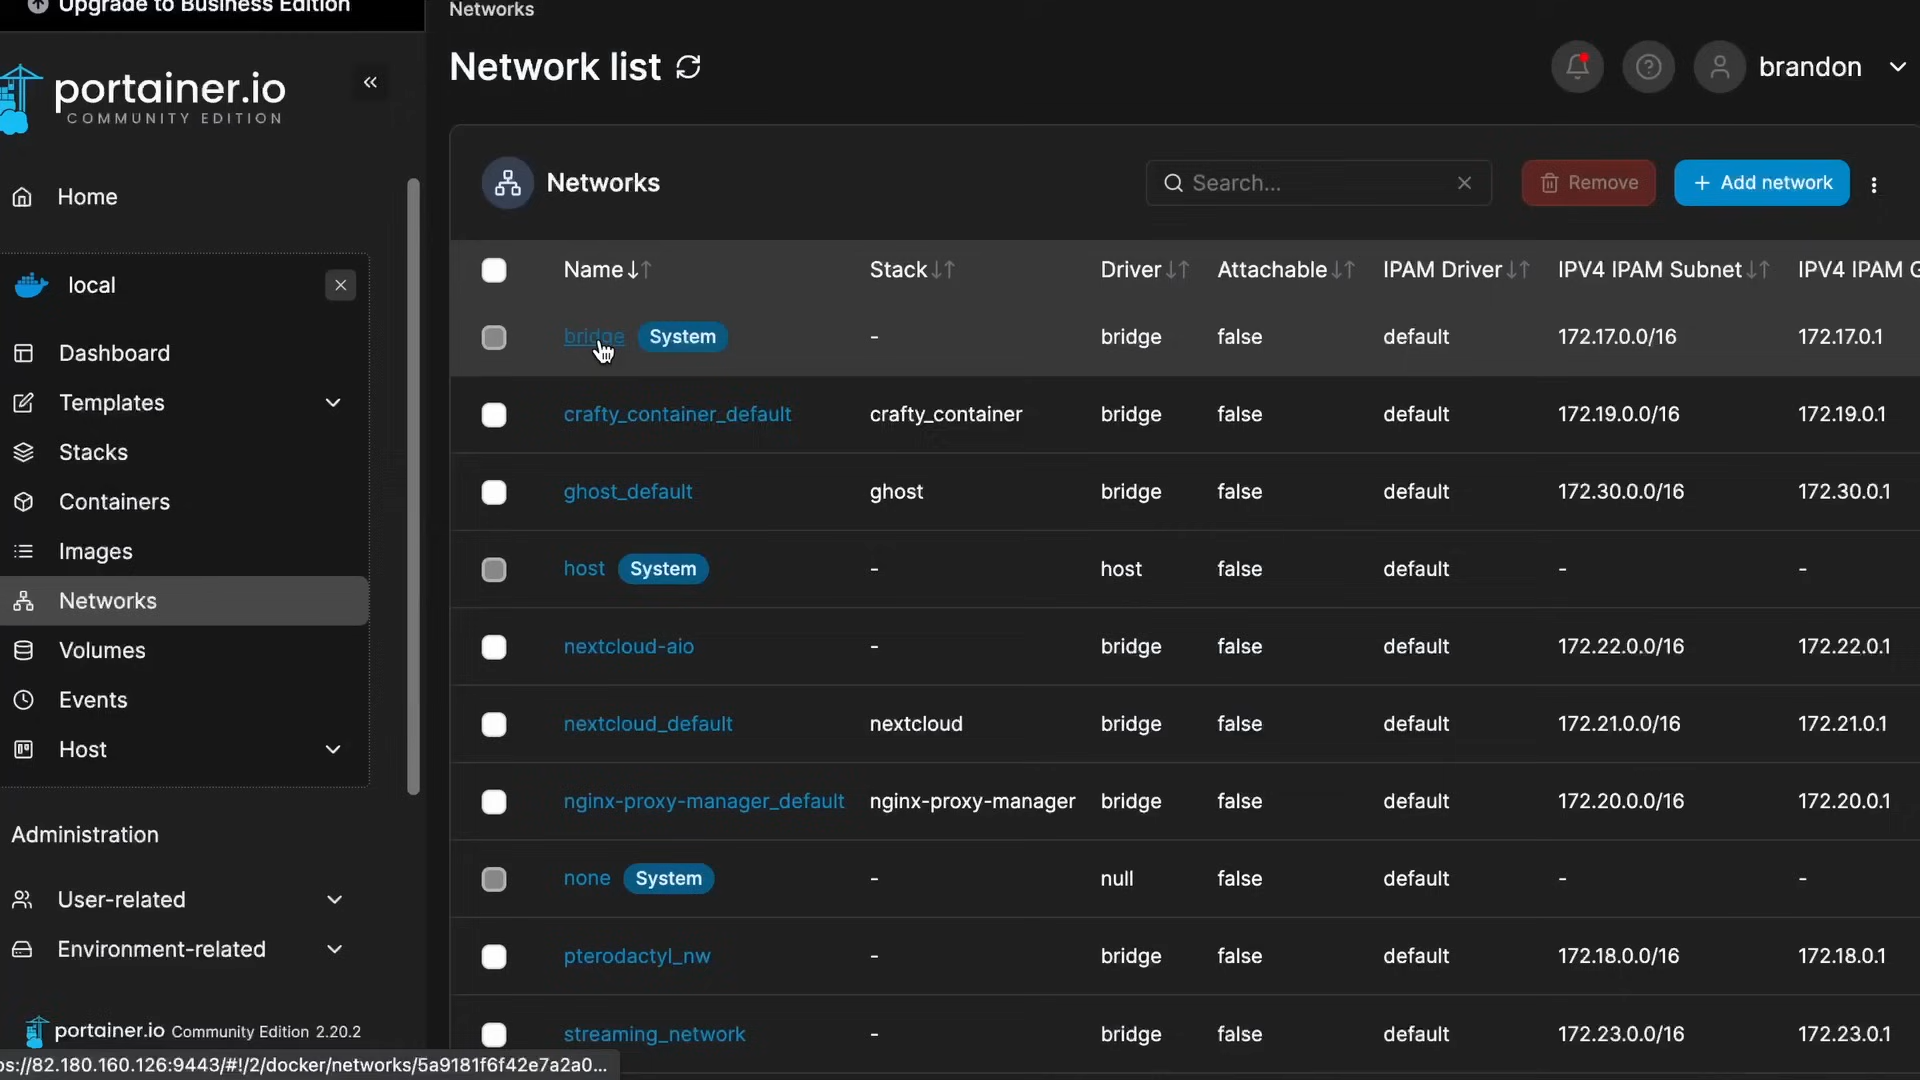 Upgrade to Business Edition
portainer.io
COMMUNITY EDITION
Home
local
Dashboard
Templates
Stacks
Containers
Images
Networks
Volumes
Events
Host
Administration
User-related
Environment-related
portainer.io Community Edition 2.20.2
ps://82.180.160.126:9443/#!/2/docker/networks/5a9181f6f42e7a2a0...
Networks
Network list
brandon
Networks
Search...
Remove
+ Add network
Name Stack Driver Attachable IPAM Driver IPV4 IPAM Subnet IPV4 IPAM G
bridge System - bridge false default 172.17.0.0/16 172.17.0.1
crafty_container_default crafty_container bridge false default 172.19.0.0/16 172.19.0.1
ghost_default ghost bridge false default 172.30.0.0/16 172.30.0.1
host System - host false default - -
nextcloud-aio - bridge false default 172.22.0.0/16 172.22.0.1
nextcloud_default nextcloud bridge false default 172.21.0.0/16 172.21.0.1
nginx-proxy-manager_default nginx-proxy-manager bridge false default 172.20.0.0/16 172.20.0.1
none System - null false default - -
pterodactyl_nw - bridge false default 172.18.0.0/16 172.18.0.1
streaming_network - bridge false default 172.23.0.0/16 172.23.0.1